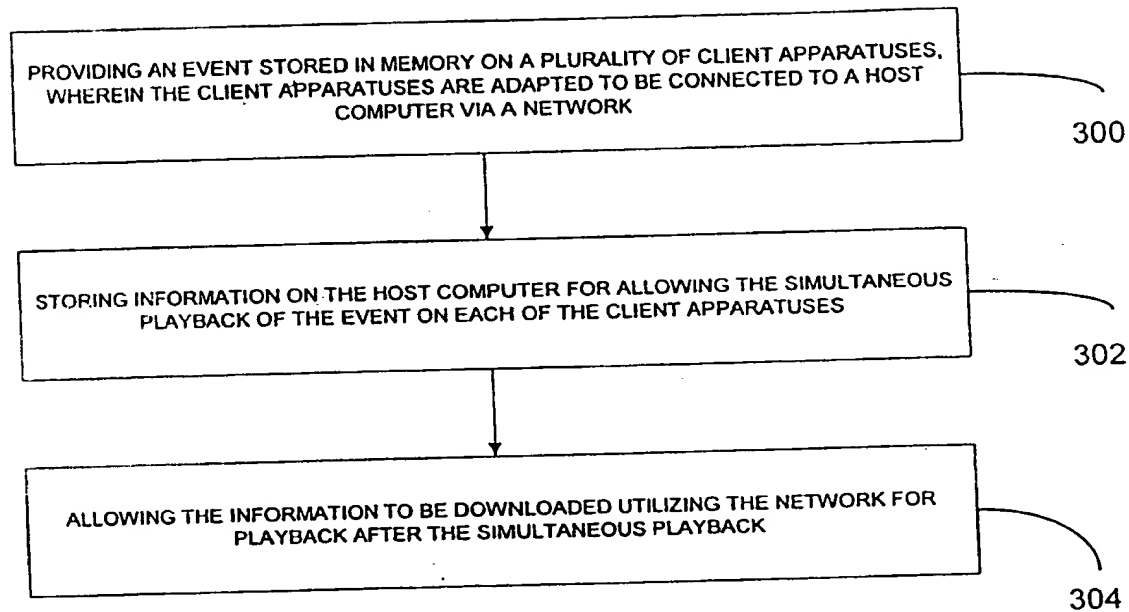 PROVIDING AN EVENT STORED IN MEMORY ON A PLURALITY OF CLIENT APPARATUSES,
WHEREIN THE CLIENT APPARATUSES ARE ADAPTED TO BE CONNECTED TO A HOST
COMPUTER VIA A NETWORK
300
STORING INFORMATION ON THE HOST COMPUTER FOR ALLOWING THE SIMULTANEOUS
PLAYBACK OF THE EVENT ON EACH OF THE CLIENT APPARATUSES
302
ALLOWING THE INFORMATION TO BE DOWNLOADED UTILIZING THE NETWORK FOR
PLAYBACK AFTER THE SIMULTANEOUS PLAYBACK
304